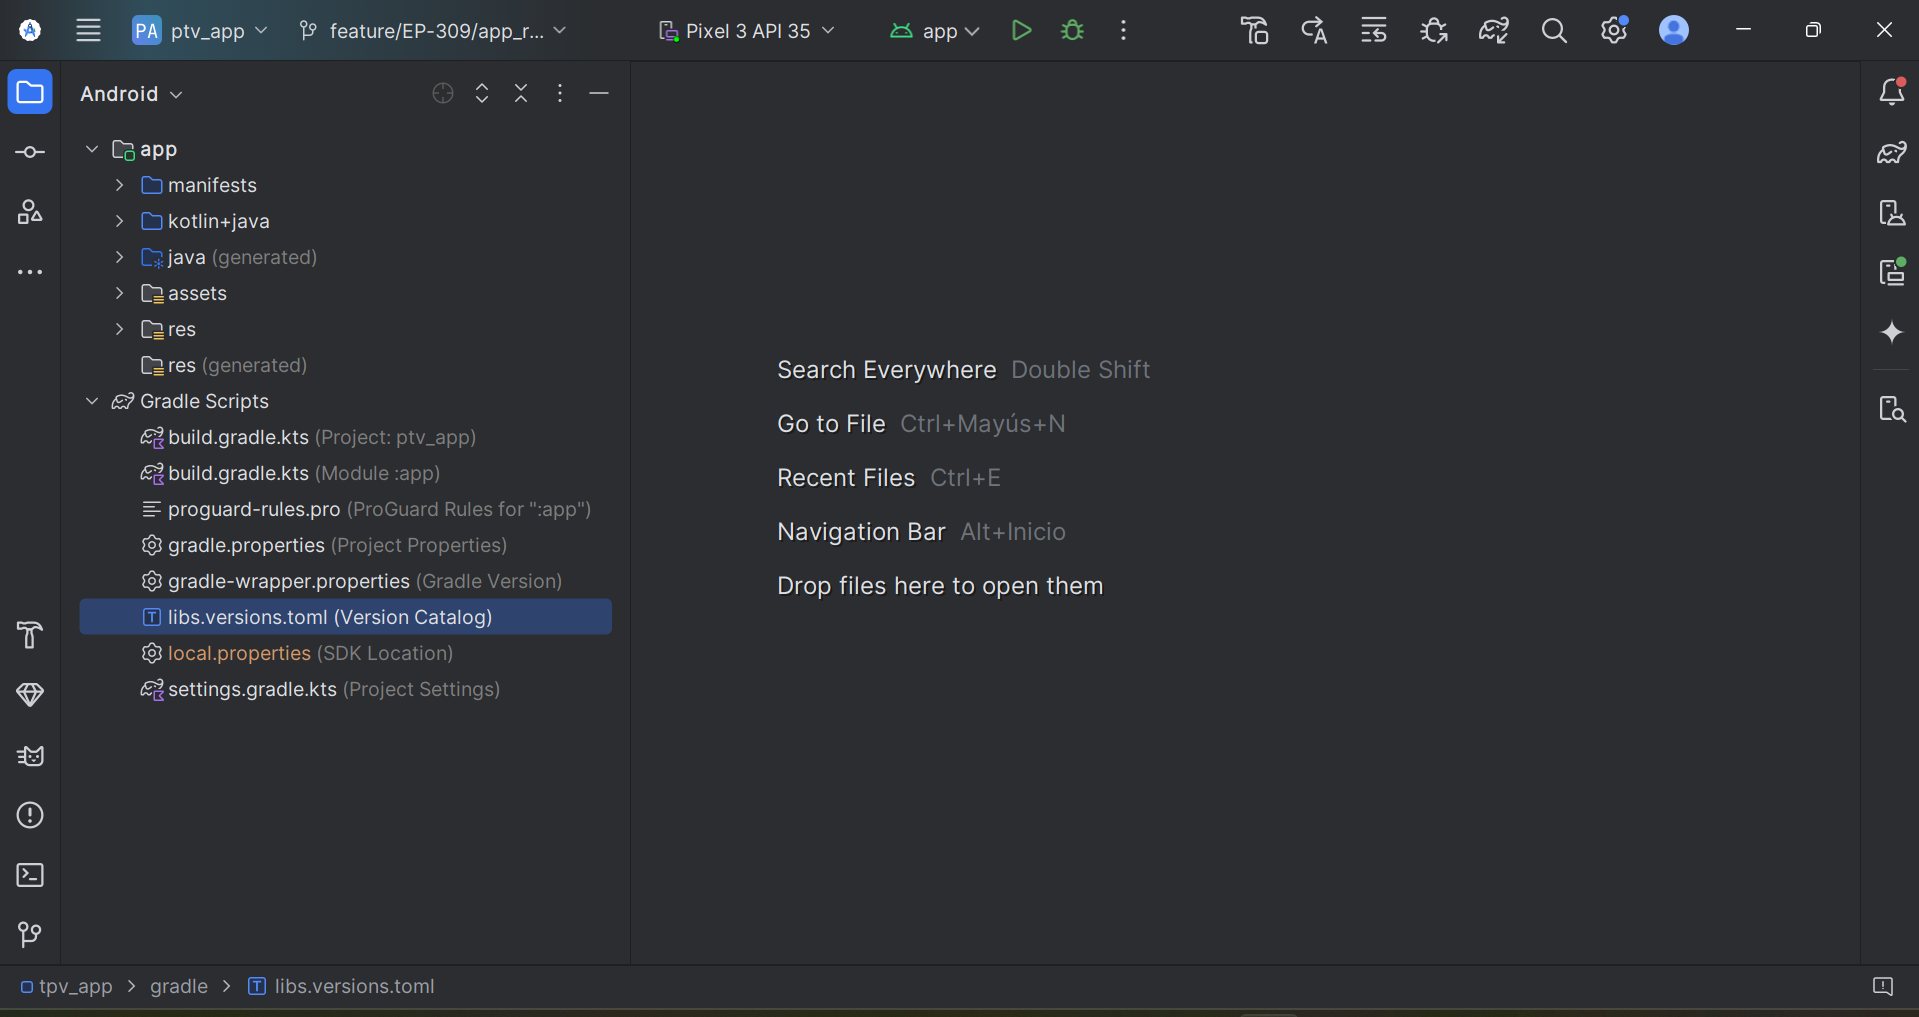 PA ptv_app feature/EP-309/app_r... Pixel 3 API 35 app
Android
app
manifests
kotlin+java
java (generated)
assets
res
res (generated)
Gradle Scripts
build.gradle.kts (Project: ptv_app)
build.gradle.kts (Module :app)
proguard-rules.pro (ProGuard Rules for ":app")
gradle.properties (Project Properties)
gradle-wrapper.properties (Gradle Version)
libs.versions.toml (Version Catalog)
local.properties (SDK Location)
settings.gradle.kts (Project Settings)
Search Everywhere Double Shift
Go to File Ctrl+Mayús+N
Recent Files Ctrl+E
Navigation Bar Alt+Inicio
Drop files here to open them
tpv_app > gradle > libs.versions.toml